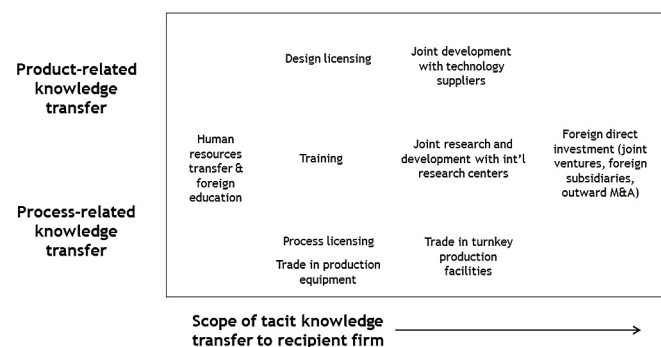 Product-related
knowledge
transfer
Process-related
knowledge
transfer
Human
resources
transfer &
foreign
education
Design licensing
Training
Process licensing
Trade in production
equipment
Joint development
with technology
suppliers
Joint research and
development with int'l
research centers
Trade in turnkey
production
facilities
Foreign direct
investment (joint
ventures, foreign
subsidiaries,
outward M&A)
Scope of tacit knowledge
transfer to recipient firm